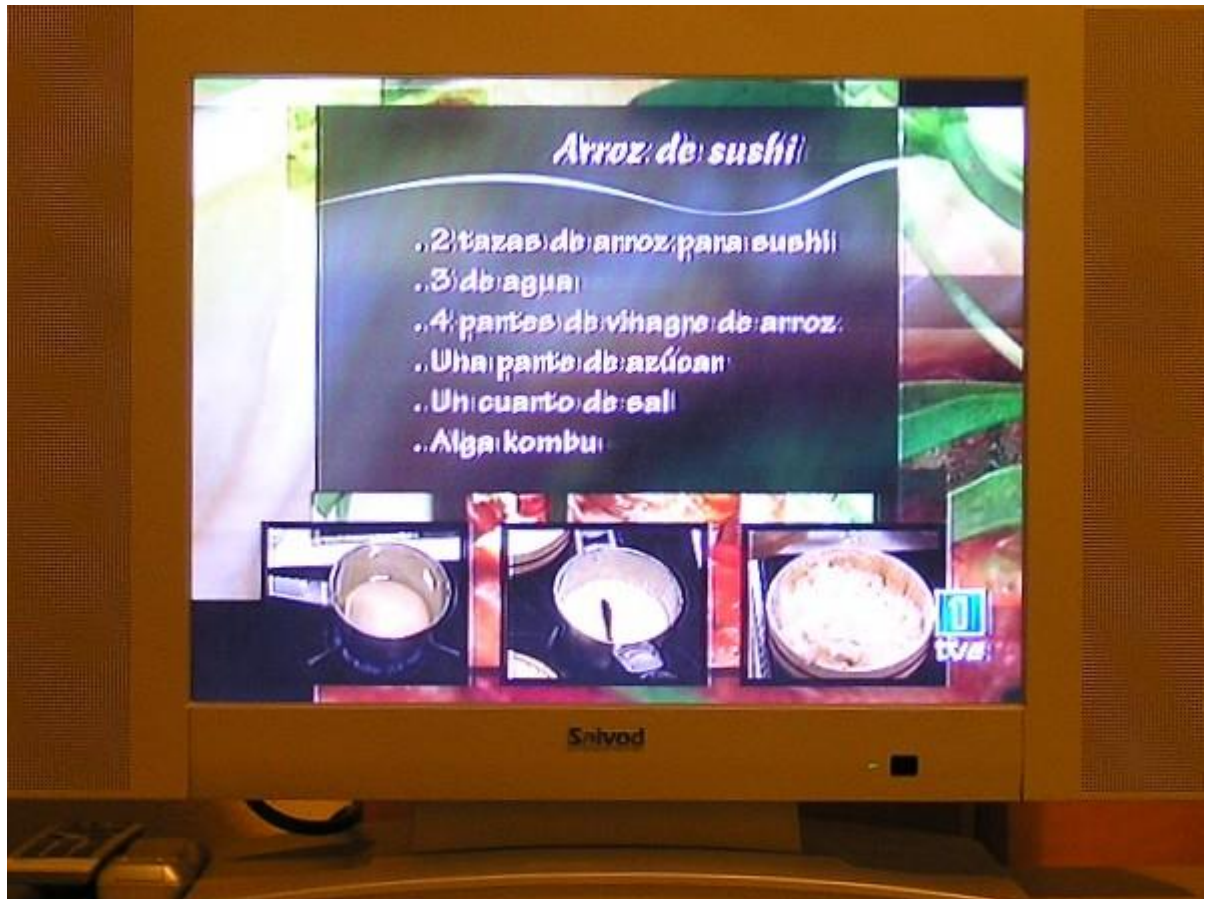 Arroz de sushi
. 2 tazas de arroz para sushi
. 3 de agua
. 4 partes de vinagre de arroz
. Una parte de azúcar
. Un cuarto de sal
. Alga kombu
1
tve
Saivod